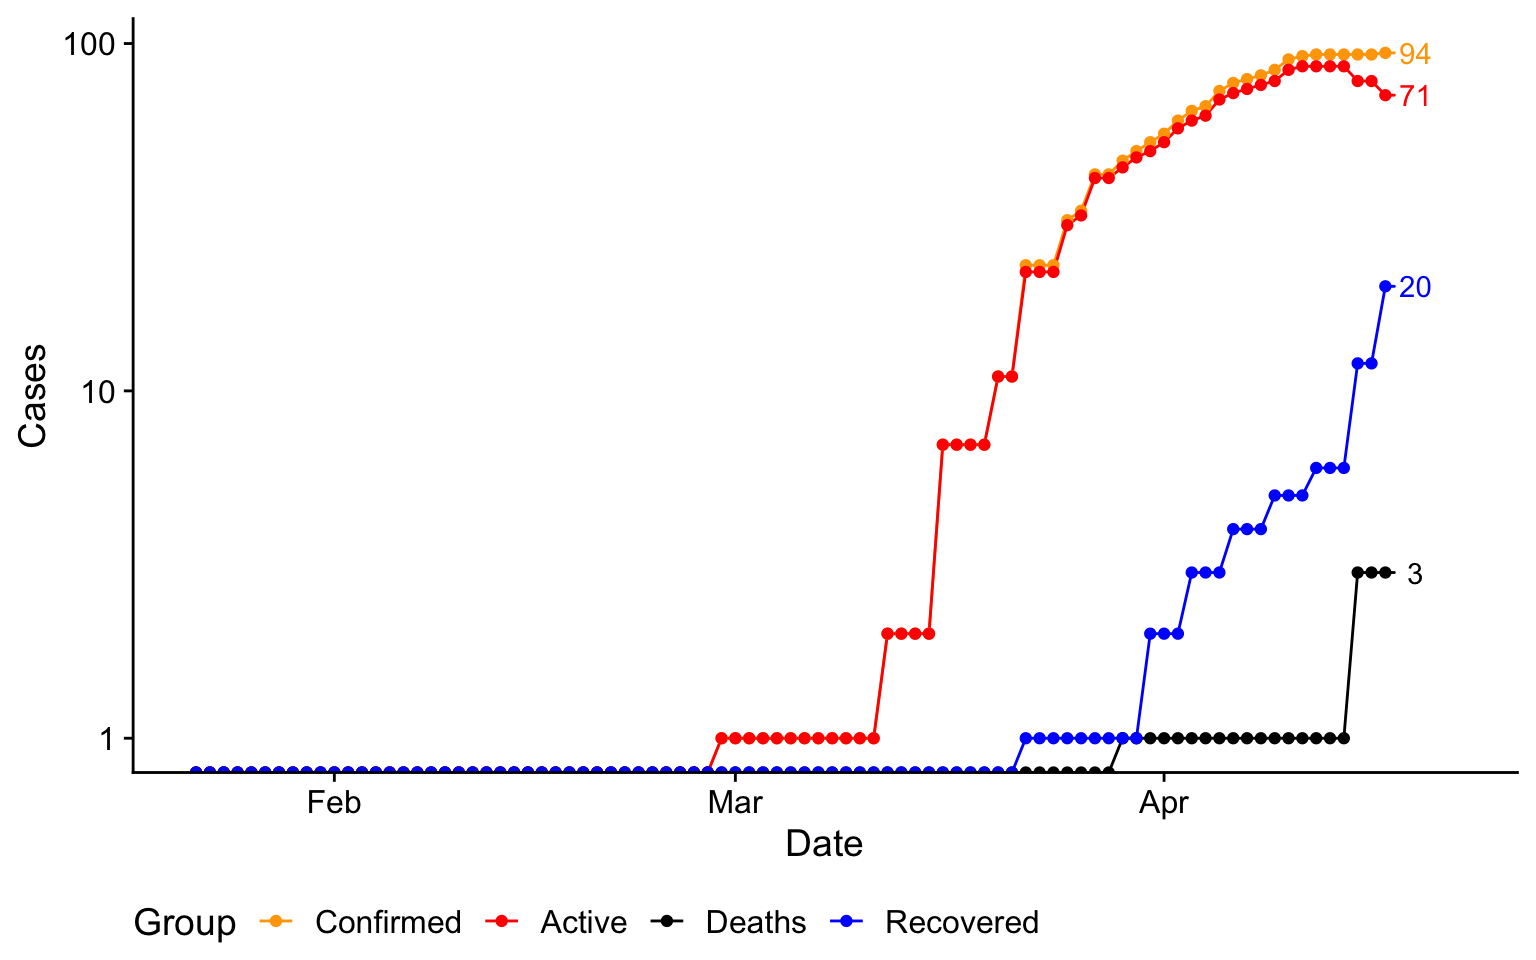 100
94
71
20
10
Cases
3
1
Feb Mar Apr
Date
Group Confirmed Active Deaths Recovered